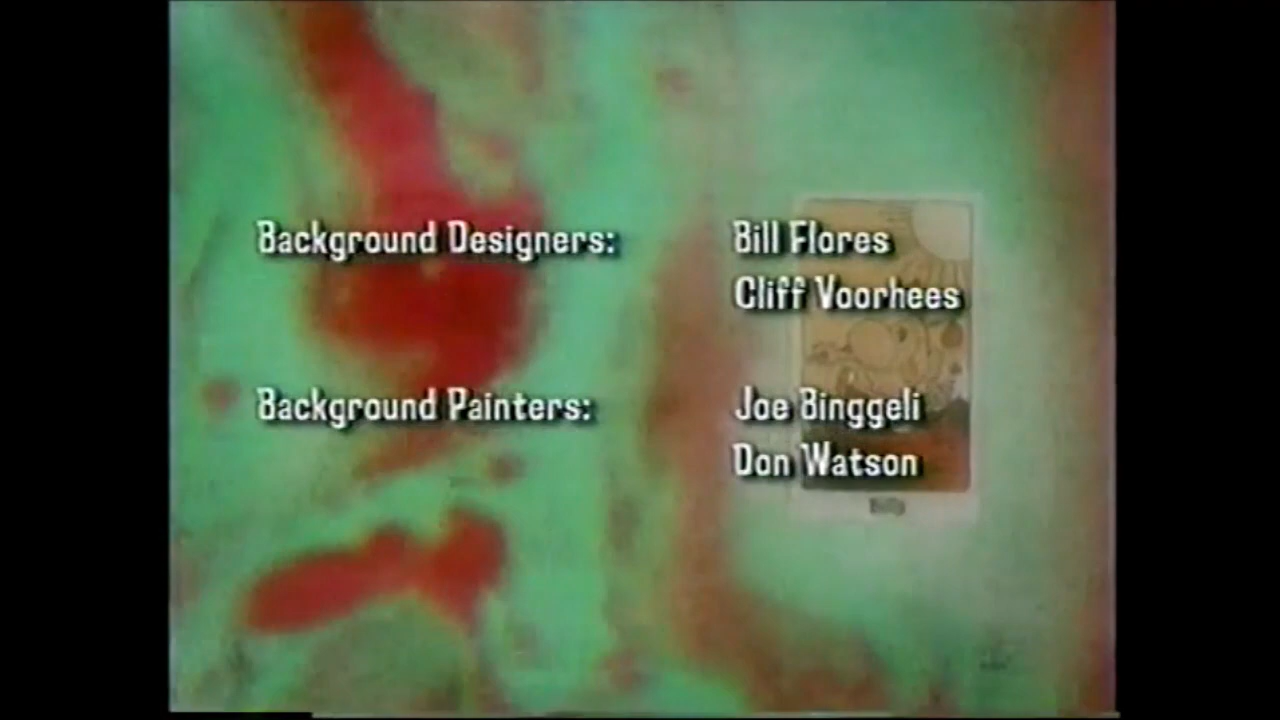 Background Designers: Bill Flores
Cliff Voorhees
Background Painters: Joe Binggeli
Don Watson